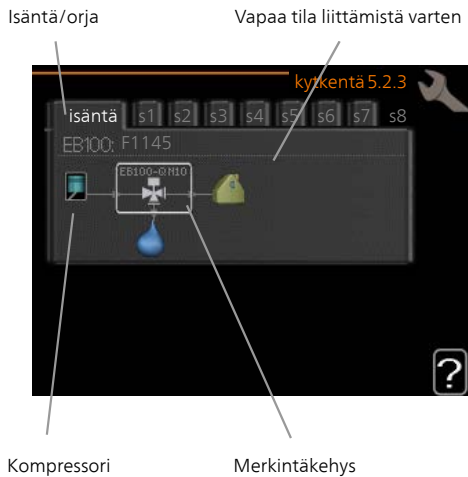 Isäntä/orja
Vapaa tila liittämistä varten
kytkentä 5.2.3
isäntä s1 s2 s3 s4 s5 s6 s7 s8
EB100: F1145
EB100-QN10
?
Kompressori
Merkintäkehys